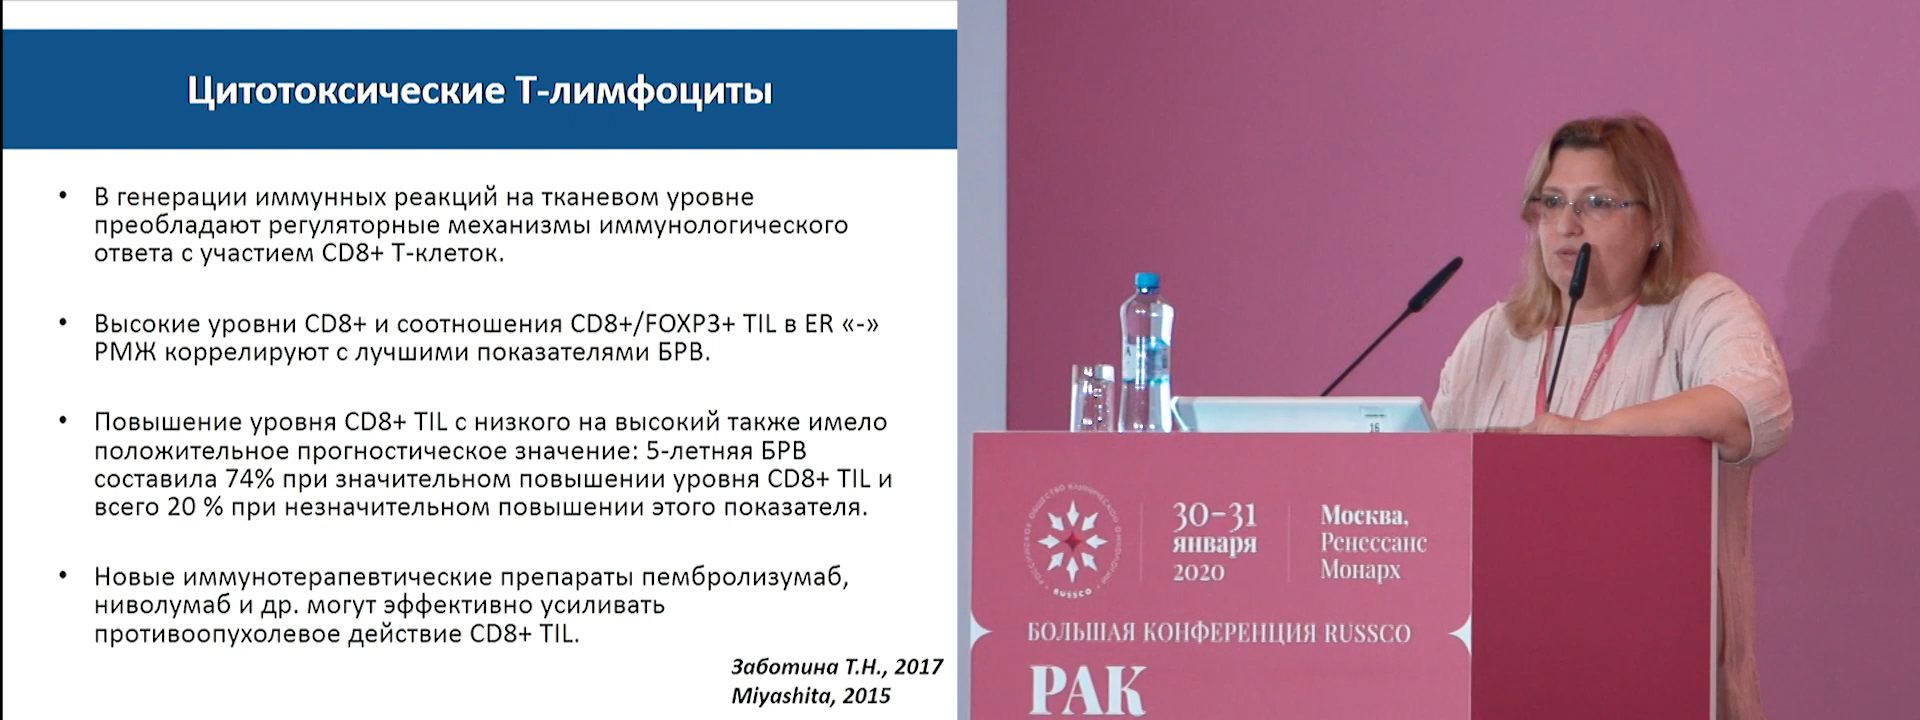 Цитотоксические Т-лимфоциты
• В генерации иммунных реакций на тканевом уровне
преобладают регуляторные механизмы иммунологического
ответа с участием CD8+ Т-клеток.
• Высокие уровни CD8+ и соотношения CD8+/FOXP3+ TIL в ER «-»
РМЖ коррелируют с лучшими показателями БРВ.
• Повышение уровня CD8+ TIL с низкого на высокий также имело
положительное прогностическое значение: 5-летняя БРВ
составила 74% при значительном повышении уровня CD8+ TIL и
всего 20 % при незначительном повышении этого показателя.
• Новые иммунотерапевтические препараты пембролизумаб,
ниволумаб и др. могут эффективно усиливать
противоопухолевое действие CD8+ TIL.
Заботина Т.Н., 2017
Miyashita, 2015
16
RUSSCO
30–31
января
2020
Москва,
Ренессанс
Монарх
БОЛЬШАЯ КОНФЕРЕНЦИЯ RUSSCO
РАК